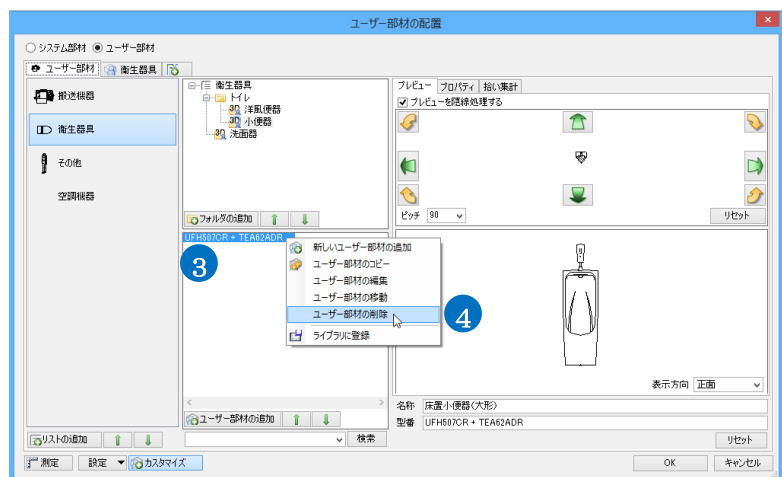 ユーザー部材の配置
システム部材 ユーザー部材
ユーザー部材 衛生器具
搬送機器
衛生器具
その他
空調機器
リストの追加
衛生器具
トイレ
3D 洋風便器
3D 小便器
3D 洗面器
フォルダの追加
UFH507CR + TEA62ADR
3
新しいユーザー部材の追加
ユーザー部材のコピー
ユーザー部材の編集
ユーザー部材の移動
ユーザー部材の削除
ライブラリに登録
4
ユーザー部材の追加
検索
プレビュー プロパティ 拾い集計
プレビューを隠線処理する
ピッチ 90 リセット
表示方向 正面
名称 床置小便器(大形)
型番 UFH507CR + TEA62ADR
リセット
測定 設定 カスタマイズ OK キャンセル